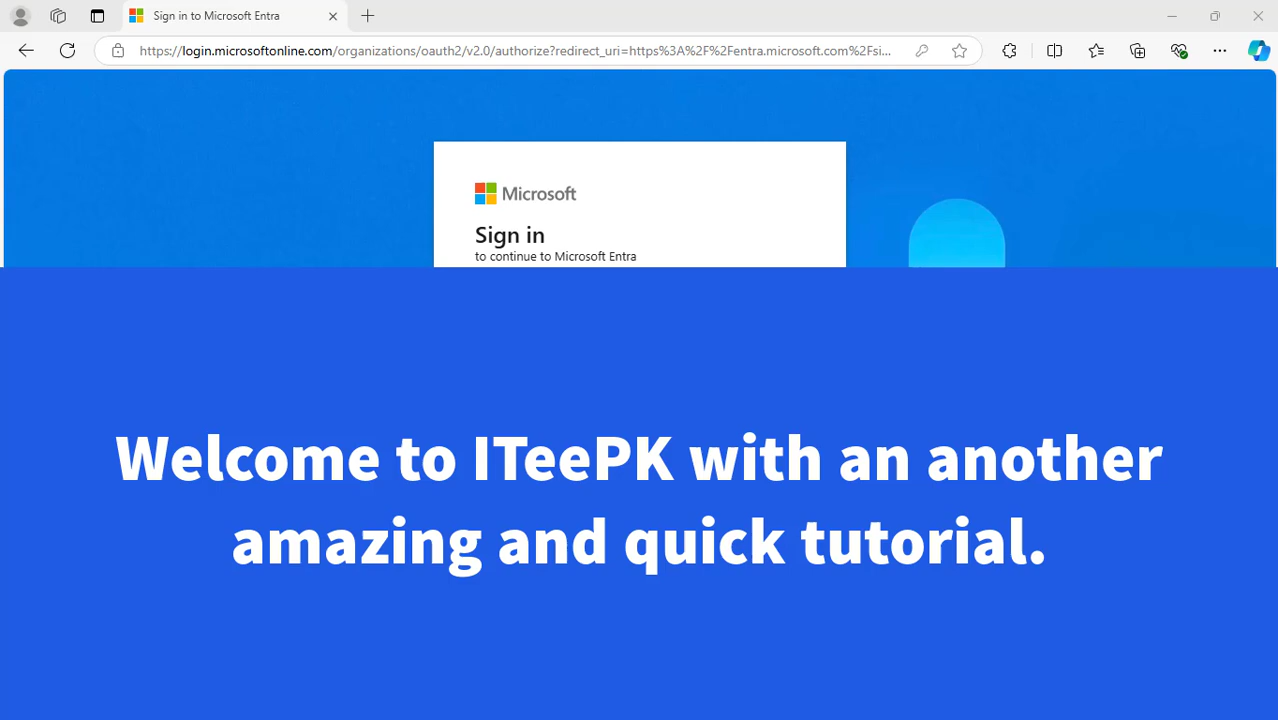 Sign in to Microsoft Entra
https://login.microsoftonline.com/organizations/oauth2/v2.0/authorize?redirect_uri=https%3A%2F%2Fentra.microsoft.com%2Fsi...
Microsoft
Sign in
to continue to Microsoft Entra
Welcome to ITeePK with an another
amazing and quick tutorial.